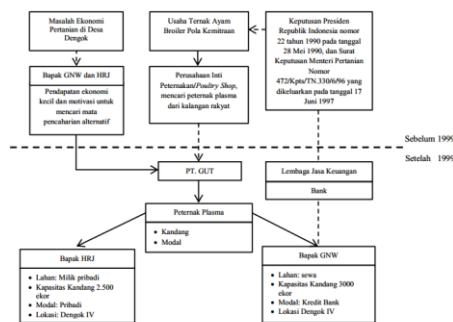 Masalah Ekonomi
Pertanian di Desa
Dengok
Usaha Ternak Ayam
Broiler Pola Kemitraan
Keputusan Presiden
Republik Indonesia nomor
22 tahun 1990 pada tanggal
28 Mei 1990, dan Surat
Keputusan Menteri Pertanian
Nomor
472/Kpts/TN.330/6/96 yang
dikeluarkan pada tanggal 17
Juni 1997
Bapak GNW dan HRJ
Pendapatan ekonomi
kecil dan motivasi untuk
mencari mata
pencaharian alternatif
Perusahaan Inti
Peternakan/Poultry Shop,
mencari peternak plasma
dari kalangan rakyat
Sebelum 1999
Setelah 1999
PT. GUT
Lembaga Jasa Keuangan
Bank
Peternak Plasma
• Kandang
• Modal
Bapak HRJ
• Lahan: Milik pribadi
• Kapasitas Kandang 2.500
ekor
• Modal: Pribadi
• Lokasi: Dengok IV
Bapak GNW
• Lahan: sewa
• Kapasitas Kandang 3000
ekor
• Modal: Kredit Bank
• Lokasi Dengok IV